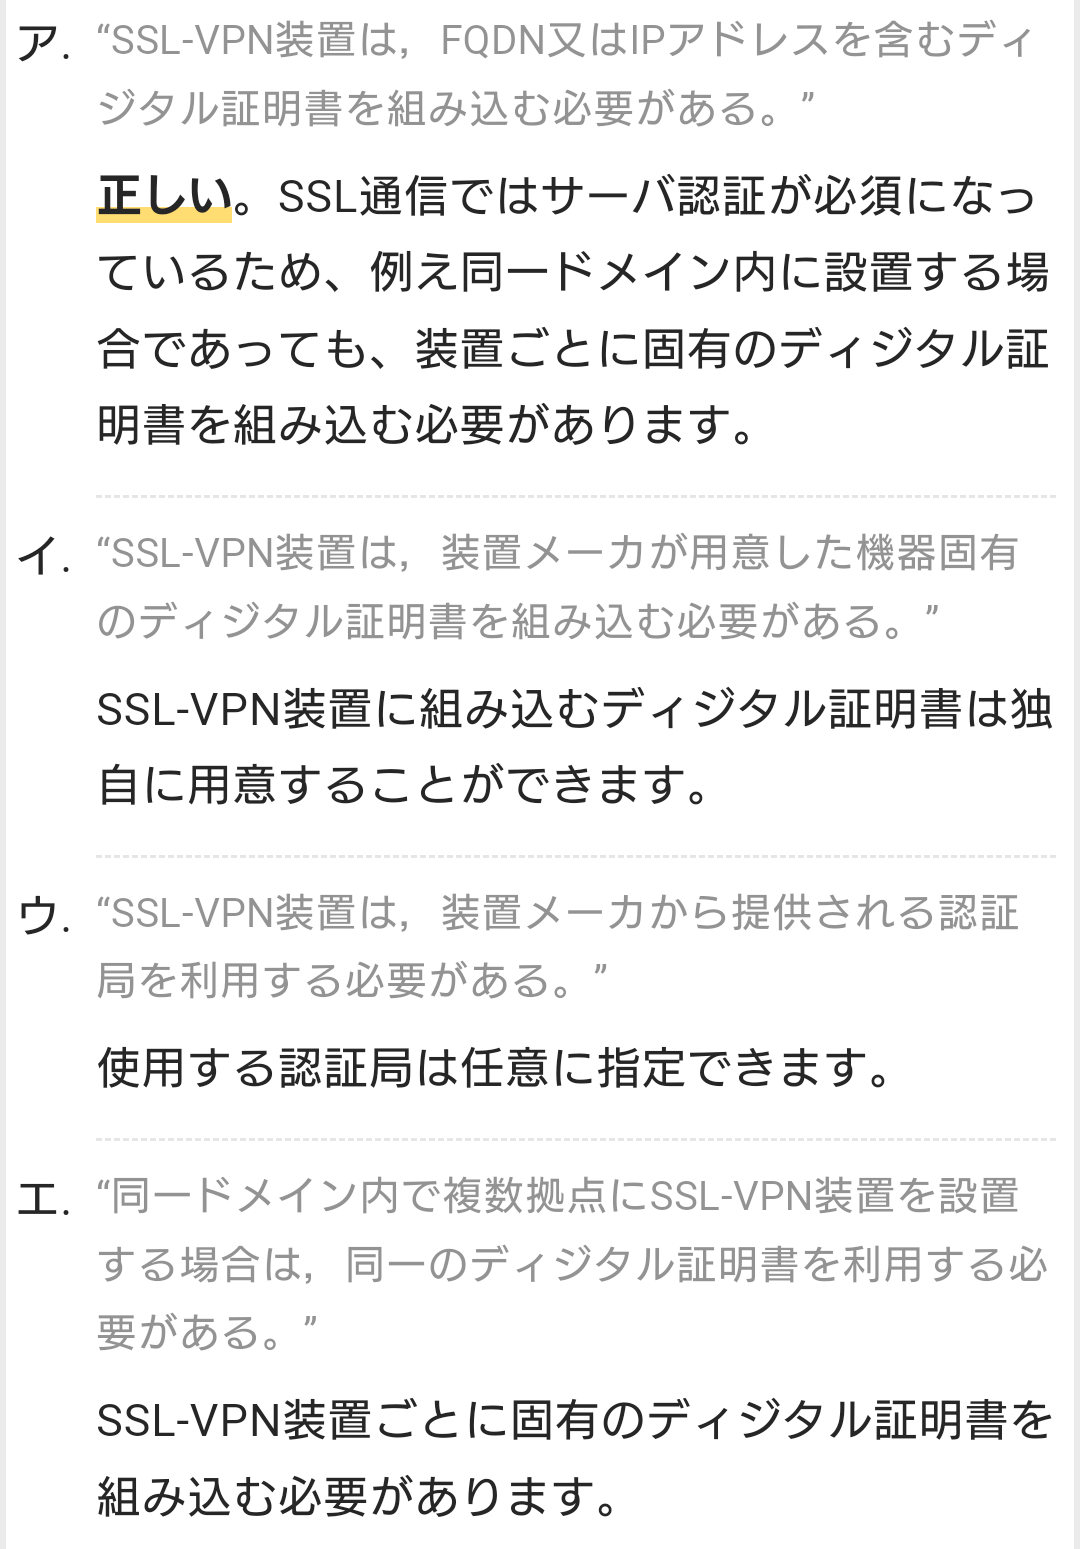 ア. “SSL-VPN装置は，FQDN又はIPアドレスを含むディ
ジタル証明書を組み込む必要がある。”
正しい。SSL通信ではサーバ認証が必須になっ
ているため、例え同一ドメイン内に設置する場
合であっても、装置ごとに固有のディジタル証
明書を組み込む必要があります。
イ. “SSL-VPN装置は，装置メーカが用意した機器固有
のディジタル証明書を組み込む必要がある。”
SSL-VPN装置に組み込むディジタル証明書は独
自に用意することができます。
ウ. “SSL-VPN装置は，装置メーカから提供される認証
局を利用する必要がある。”
使用する認証局は任意に指定できます。
エ. “同一ドメイン内で複数拠点にSSL-VPN装置を設置
する場合は，同一のディジタル証明書を利用する必
要がある。”
SSL-VPN装置ごとに固有のディジタル証明書を
組み込む必要があります。